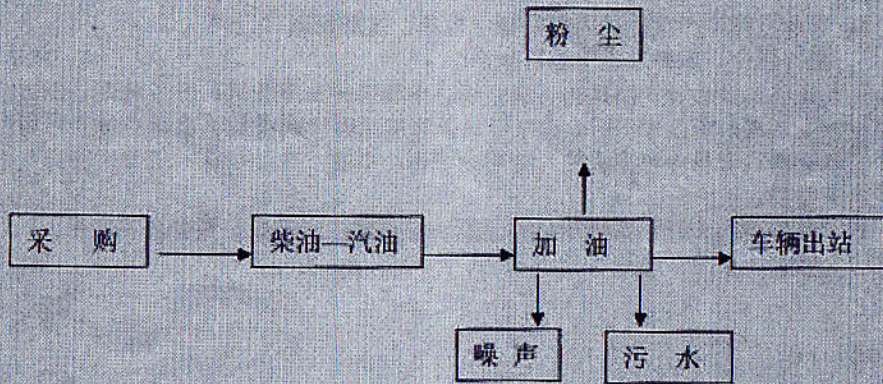 粉 尘
采 购
柴油—汽油
加 油
车辆出站
噪 声
污 水